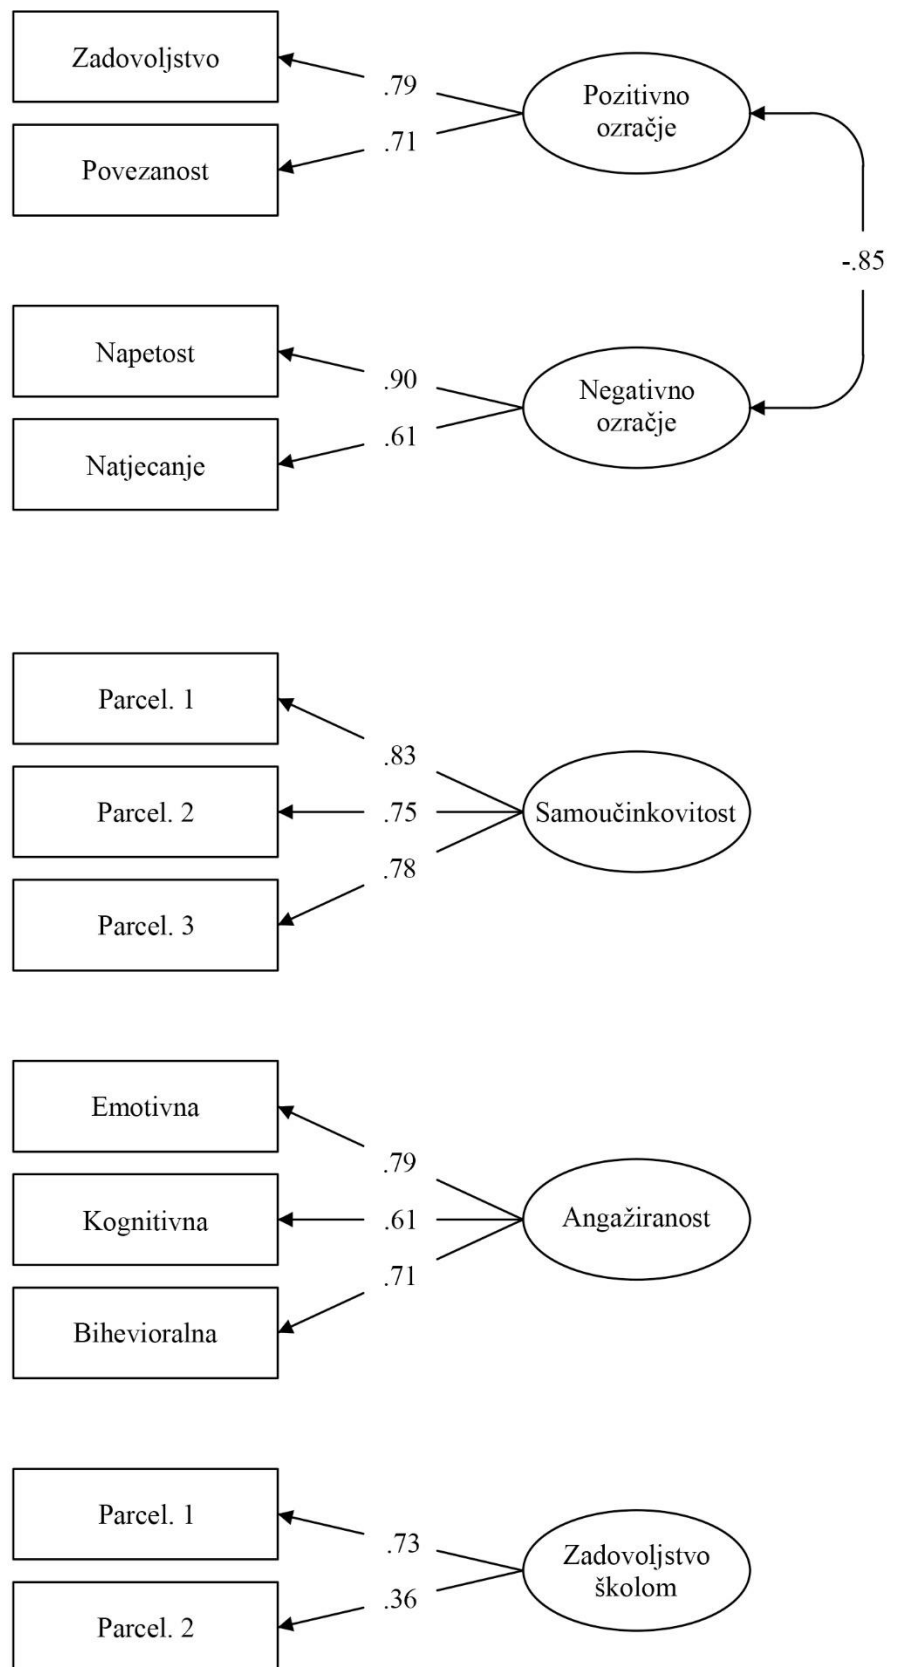 Zadovoljstvo
.79
Pozitivno
ozračje
Povezanost
.71
-.85
Napetost
.90
Negativno
ozračje
Natjecanje
.61
Parcel. 1
.83
Parcel. 2
.75
Samoučinkovitost
Parcel. 3
.78
Emotivna
.79
Kognitivna
.61
Angažiranost
Bihevioralna
.71
Parcel. 1
.73
Zadovoljstvo
školom
Parcel. 2
.36